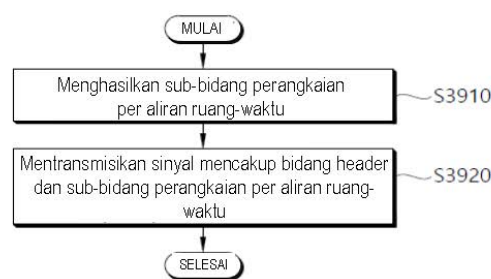 MULAI
Menghasilkan sub-bidang perangkaian
per aliran ruang-waktu
S3910
Mentransmisikan sinyal mencakup bidang header
dan sub-bidang perangkaian per aliran ruang-
waktu
S3920
SELESAI